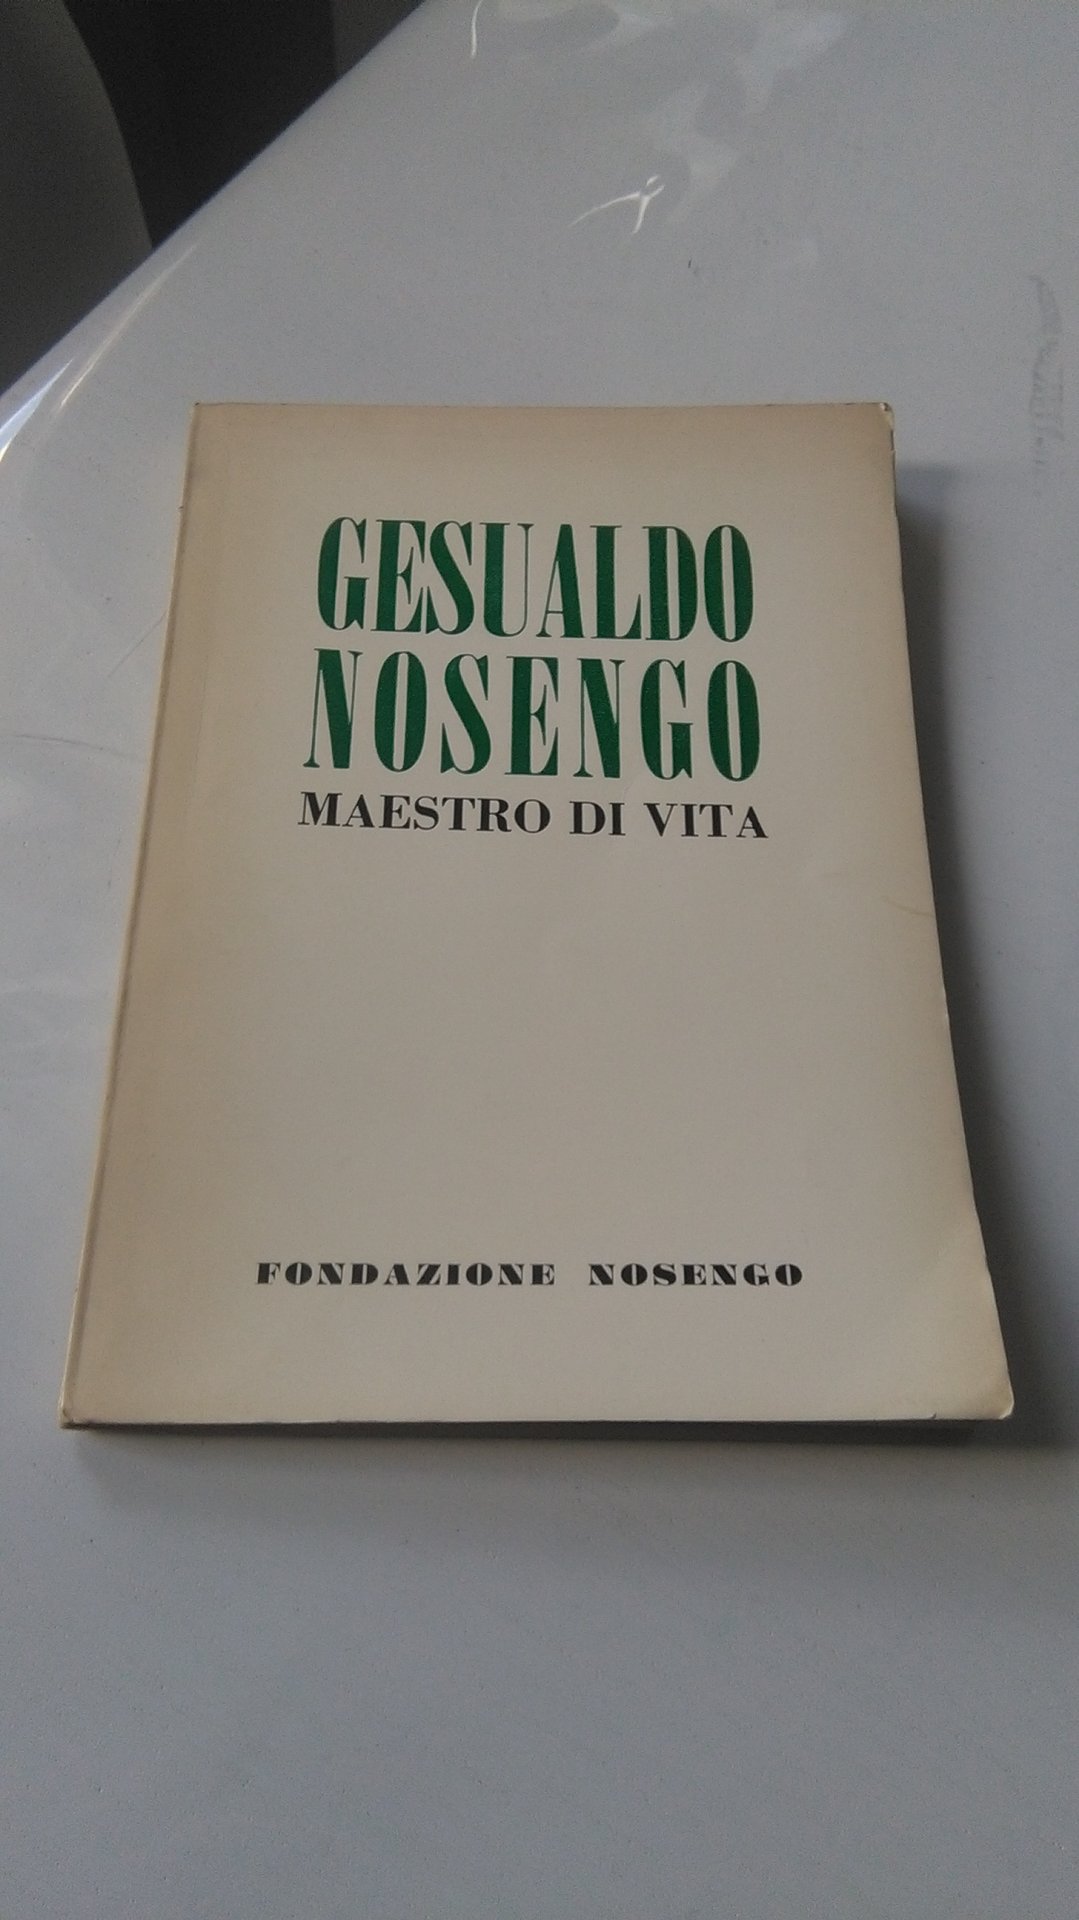 GESUALDO
NOSENGO
MAESTRO DI VITA
FONDAZIONE NOSENGO